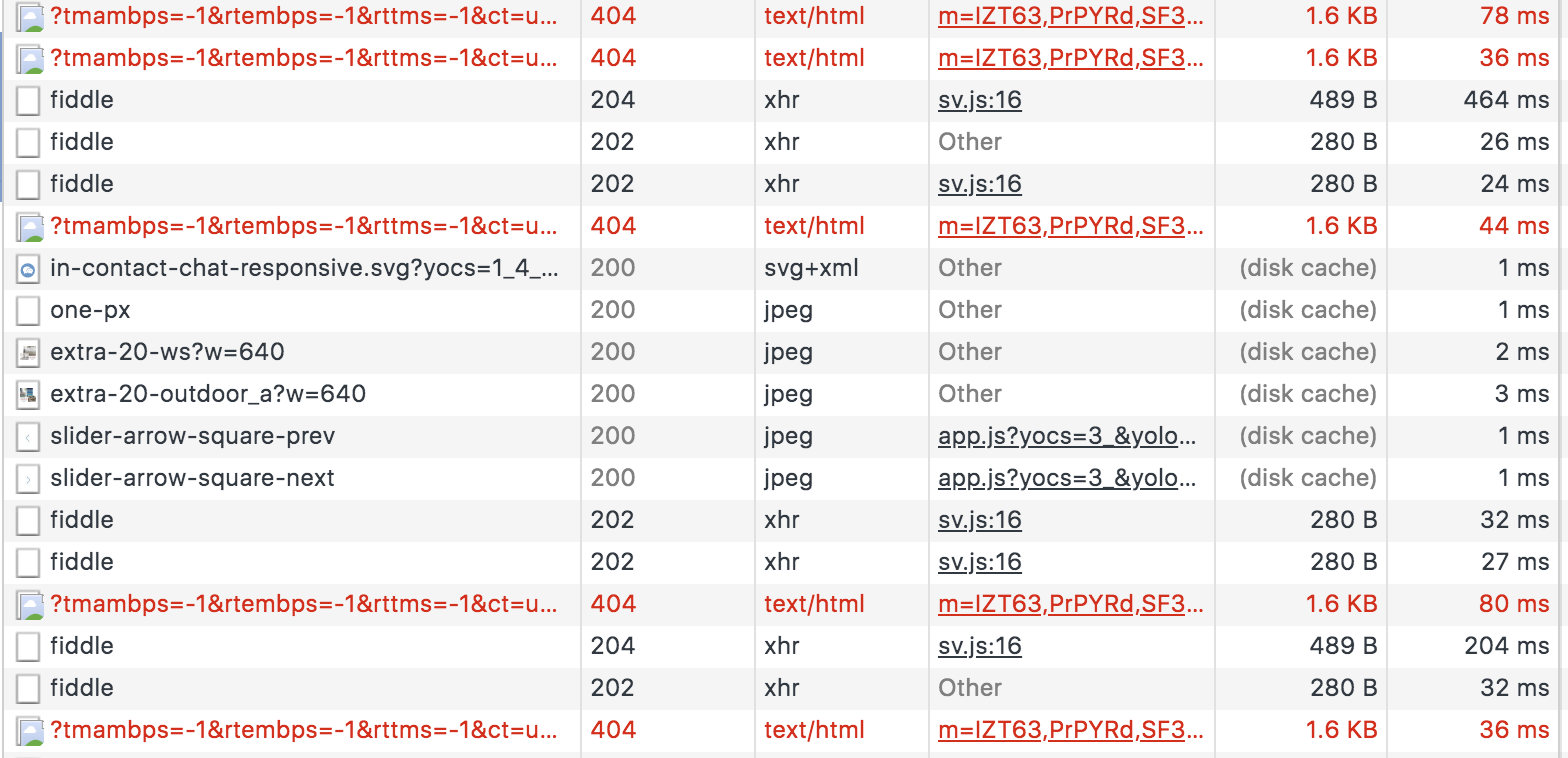 ?tmambps=-1&rtembps=-1&rttms=-1&ct=u... 404 text/html m=IZT63,PrPYRd,SF3... 1.6 KB 78 ms
?tmambps=-1&rtembps=-1&rttms=-1&ct=u... 404 text/html m=IZT63,PrPYRd,SF3... 1.6 KB 36 ms
fiddle 204 xhr sv.js:16 489 B 464 ms
fiddle 202 xhr Other 280 B 26 ms
fiddle 202 xhr sv.js:16 280 B 24 ms
?tmambps=-1&rtembps=-1&rttms=-1&ct=u... 404 text/html m=IZT63,PrPYRd,SF3... 1.6 KB 44 ms
in-contact-chat-responsive.svg?yocs=1_4_... 200 svg+xml Other (disk cache) 1 ms
one-px 200 jpeg Other (disk cache) 1 ms
extra-20-ws?w=640 200 jpeg Other (disk cache) 2 ms
extra-20-outdoor_a?w=640 200 jpeg Other (disk cache) 3 ms
slider-arrow-square-prev 200 jpeg app.js?yocs=3_&yolo... (disk cache) 1 ms
slider-arrow-square-next 200 jpeg app.js?yocs=3_&yolo... (disk cache) 1 ms
fiddle 202 xhr sv.js:16 280 B 32 ms
fiddle 202 xhr sv.js:16 280 B 27 ms
?tmambps=-1&rtembps=-1&rttms=-1&ct=u... 404 text/html m=IZT63,PrPYRd,SF3... 1.6 KB 80 ms
fiddle 204 xhr sv.js:16 489 B 204 ms
fiddle 202 xhr Other 280 B 32 ms
?tmambps=-1&rtembps=-1&rttms=-1&ct=u... 404 text/html m=IZT63,PrPYRd,SF3... 1.6 KB 36 ms